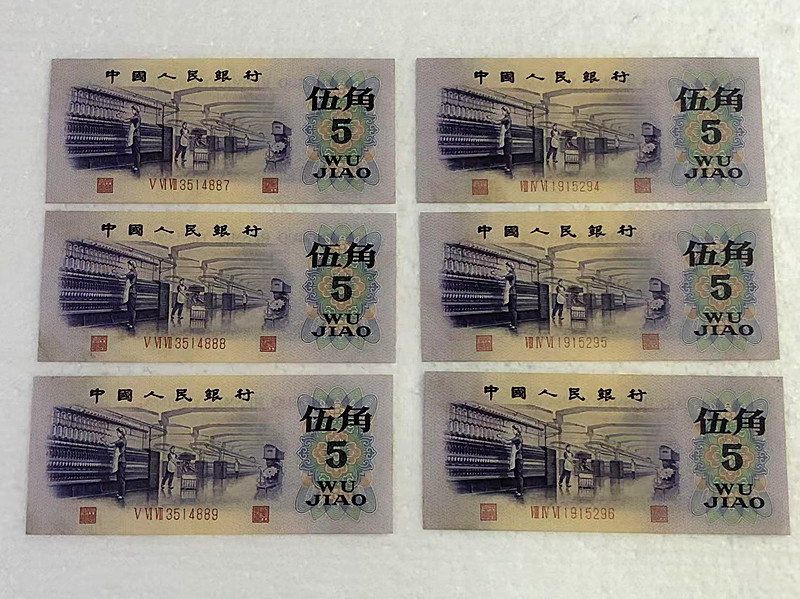 中國人民銀行
伍角
5
WU
JIAO
V VI VII 3514887
中國人民銀行
伍角
5
WU
JIAO
VIII IV VI 1915294
中國人民銀行
伍角
5
WU
JIAO
V VI VII 3514888
中國人民銀行
伍角
5
WU
JIAO
VIII IV VI 1915295
中國人民銀行
伍角
5
WU
JIAO
V VI VII 3514889
中國人民銀行
伍角
5
WU
JIAO
VIII IV VI 1915296